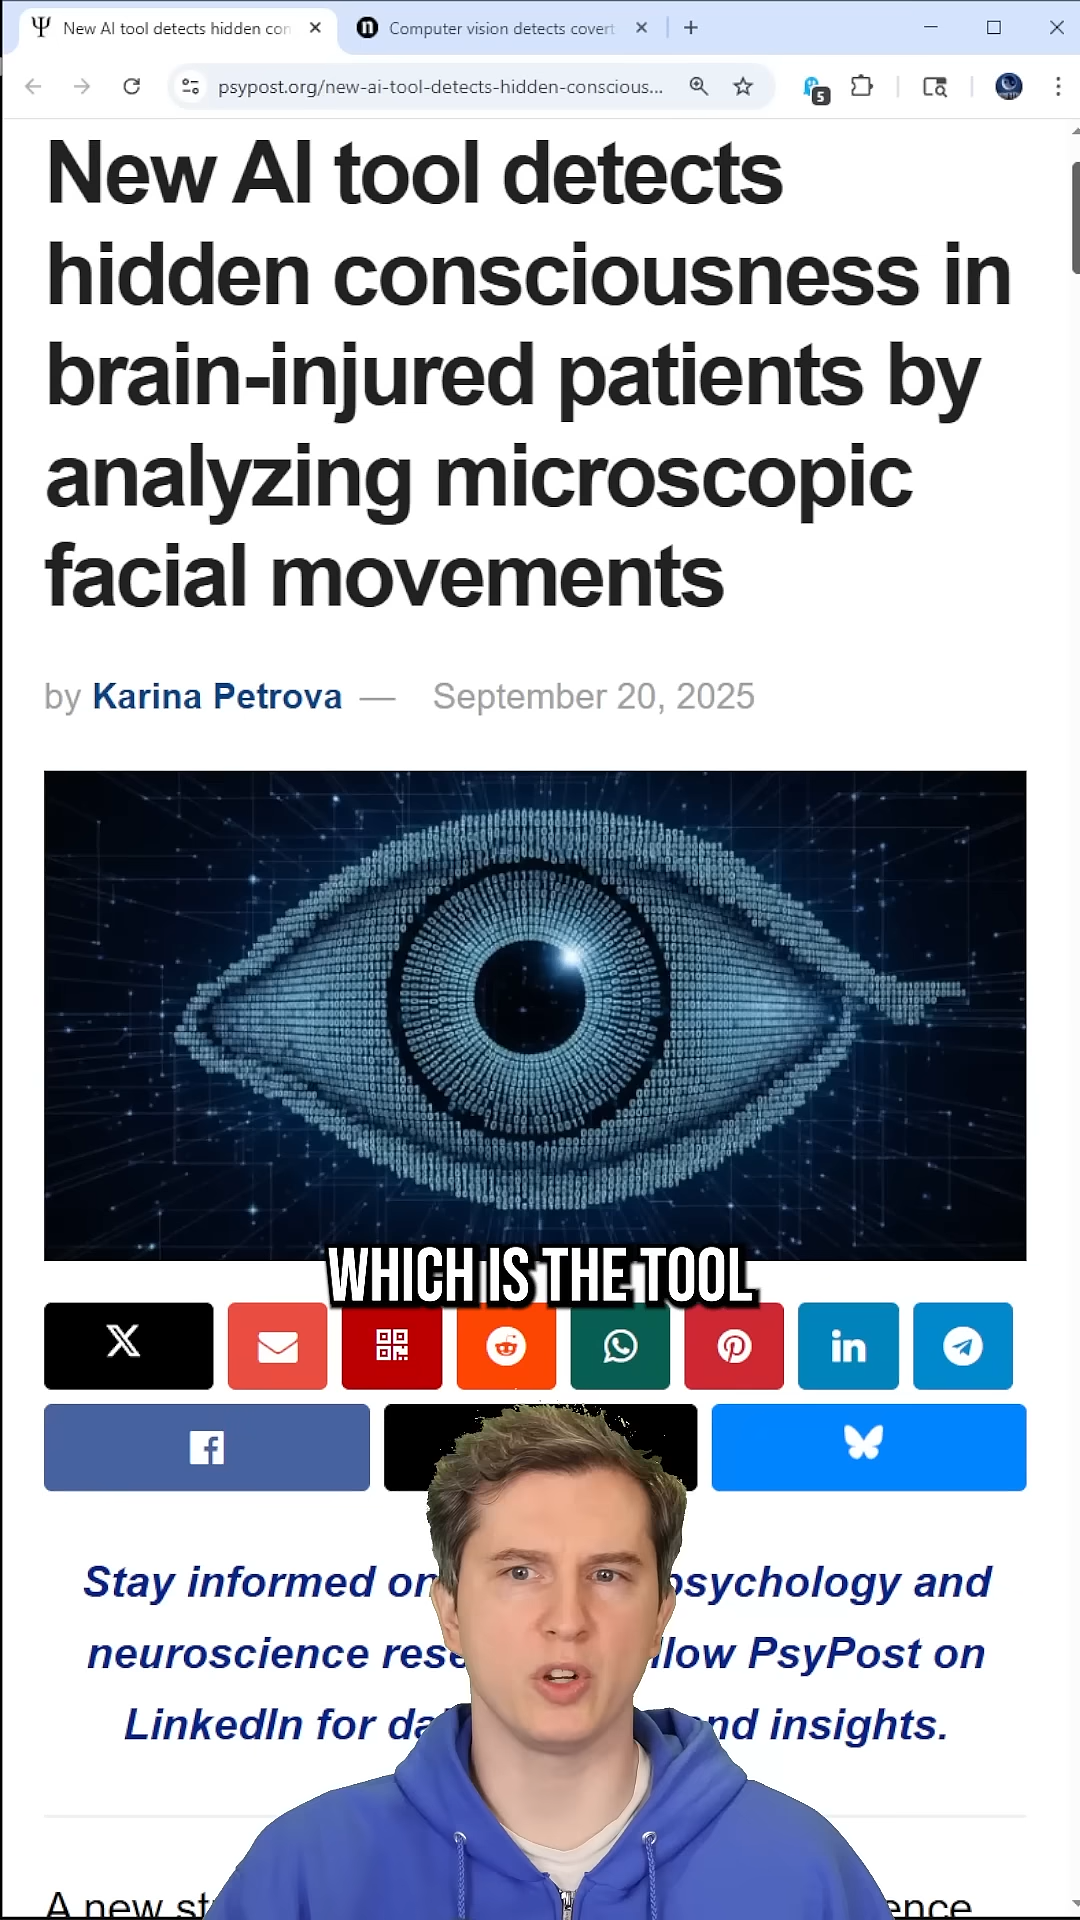 New AI tool detects hidden con
Computer vision detects covert
psypost.org/new-ai-tool-detects-hidden-conscious...
5
New AI tool detects
hidden consciousness in
brain-injured patients by
analyzing microscopic
facial movements
by Karina Petrova — September 20, 2025
WHICH IS THE TOOL
Stay informed on psychology and
neuroscience rese llow PsyPost on
LinkedIn for da nd insights.
A new st ence